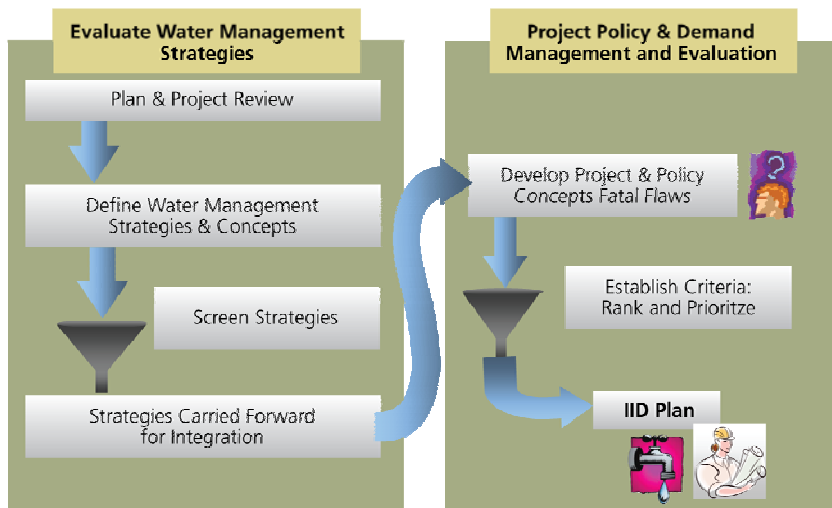 Evaluate Water Management
Strategies
Plan & Project Review
Define Water Management
Strategies & Concepts
Screen Strategies
Strategies Carried Forward
for Integration
Project Policy & Demand
Management and Evaluation
Develop Project & Policy
Concepts Fatal Flaws
Establish Criteria:
Rank and Prioritze
IID Plan